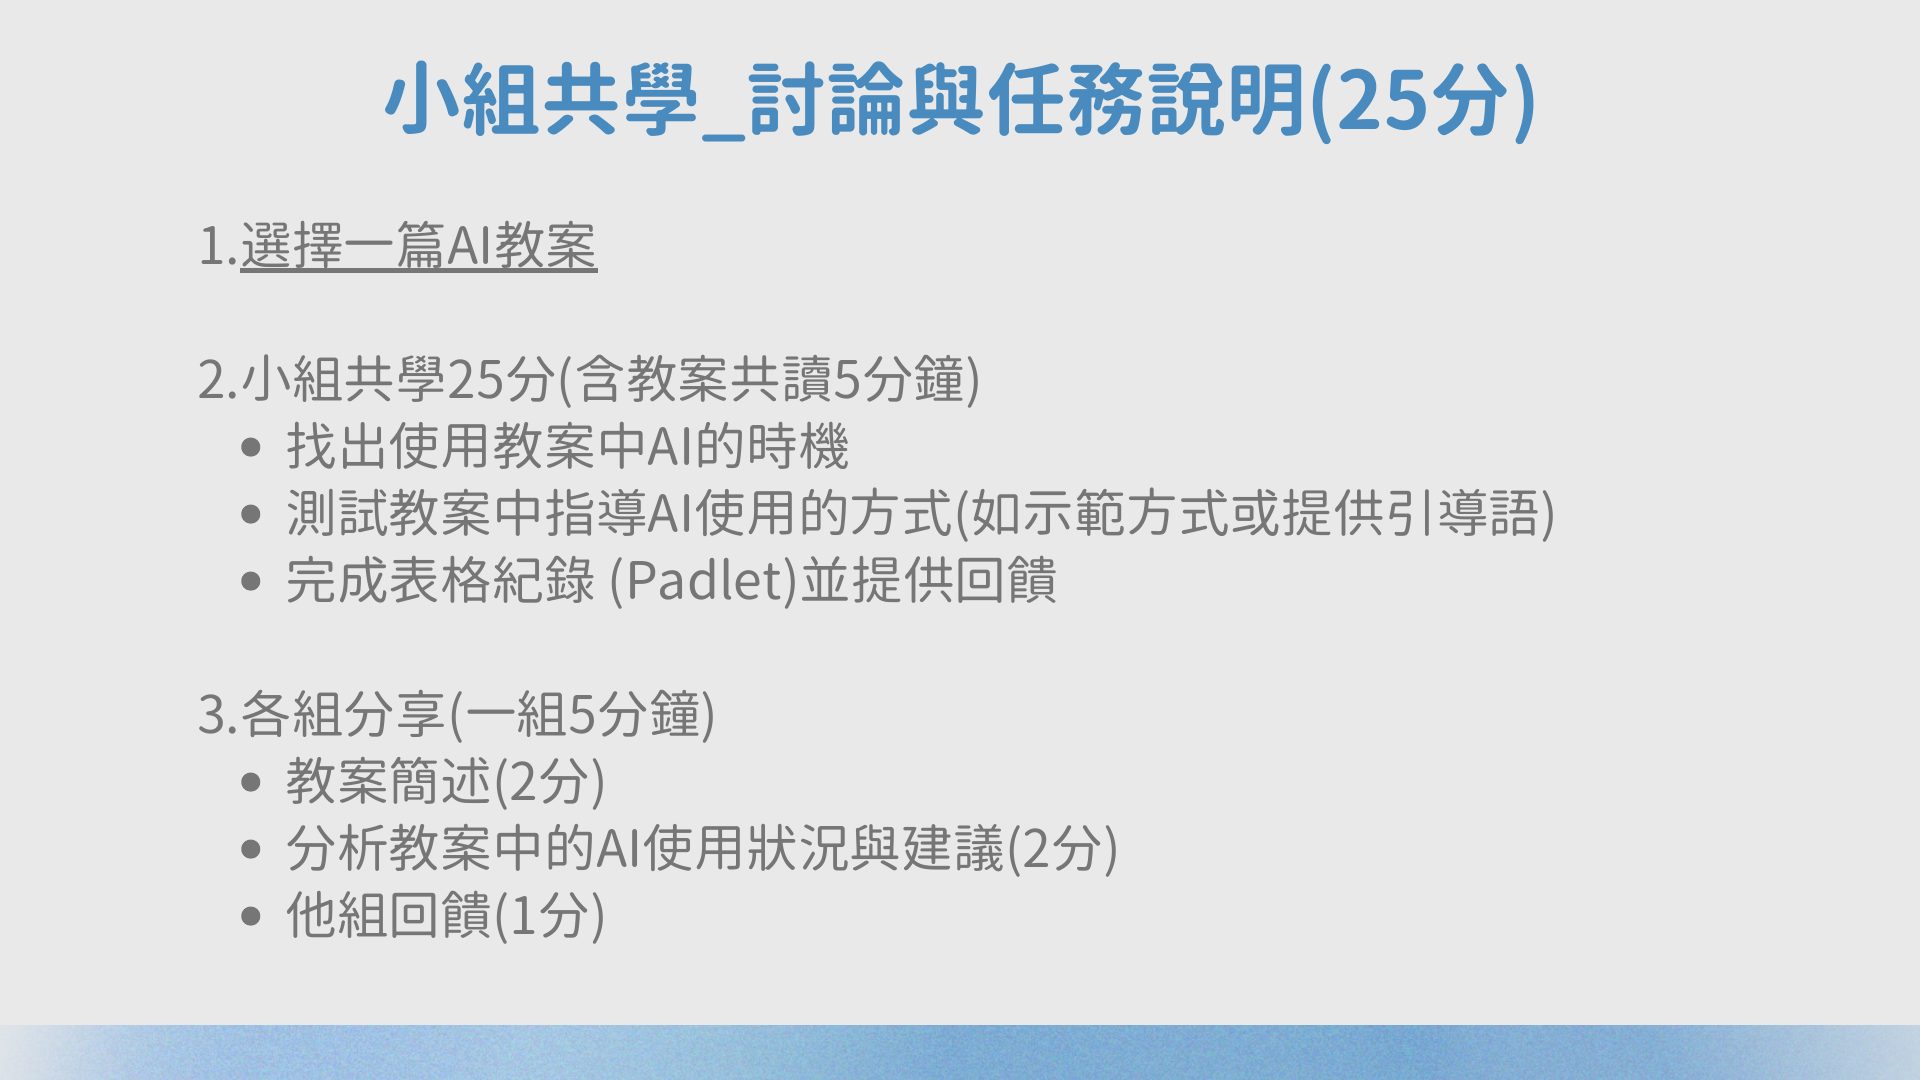 小組共學_討論與任務說明(25分)
1.選擇一篇AI教案
2.小組共學25分(含教案共讀5分鐘)
• 找出使用教案中AI的時機
• 測試教案中指導AI使用的方式(如示範方式或提供引導語)
• 完成表格紀錄 (Padlet)並提供回饋
3.各組分享(一組5分鐘)
• 教案簡述(2分)
• 分析教案中的AI使用狀況與建議(2分)
• 他組回饋(1分)